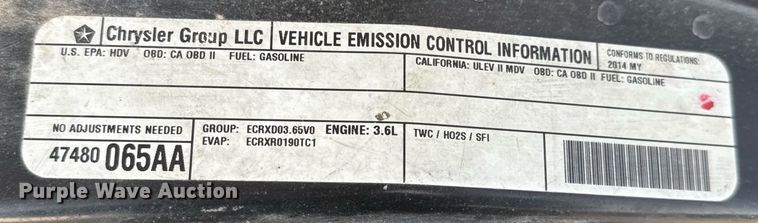 Chrysler Group LLC VEHICLE EMISSION CONTROL INFORMATION CONFORMS TO REGULATIONS:
2014 MY
U.S. EPA: HDV OBD: CA OBD II FUEL: GASOLINE
CALIFORNIA: ULEV II MDV OBD: CA OBD II FUEL: GASOLINE
NO ADJUSTMENTS NEEDED
47480 065AA
GROUP: ECRXD03.65V0 ENGINE: 3.6L
EVAP: ECRXR0190TC1
TWC / HO2S / SFI
Purple Wave Auction